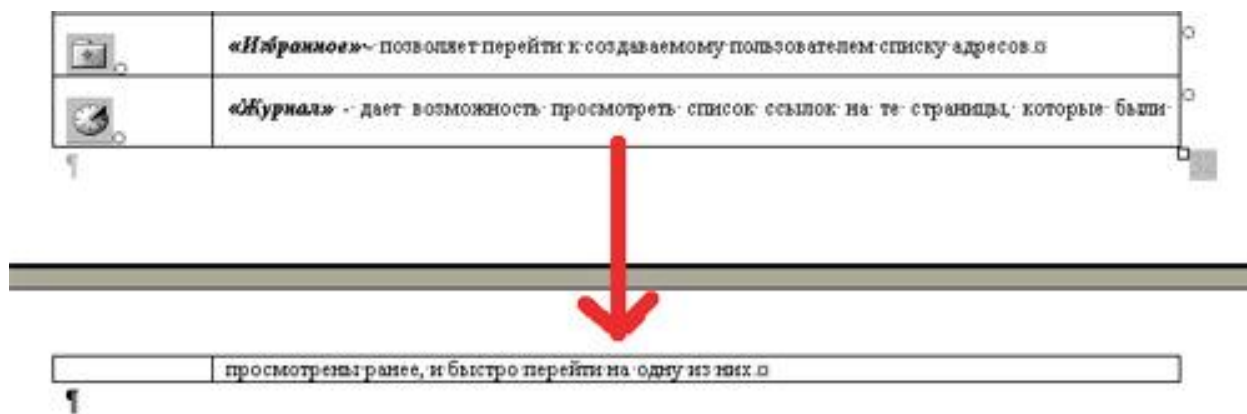 «Избранное» - позволяет перейти к создаваемому пользователем списку адресов.¤
«Журнал» - дает возможность просмотреть список ссылок на те страницы, которые были
¶
просмотрены ранее, и быстро перейти на одну из них.¤
¶